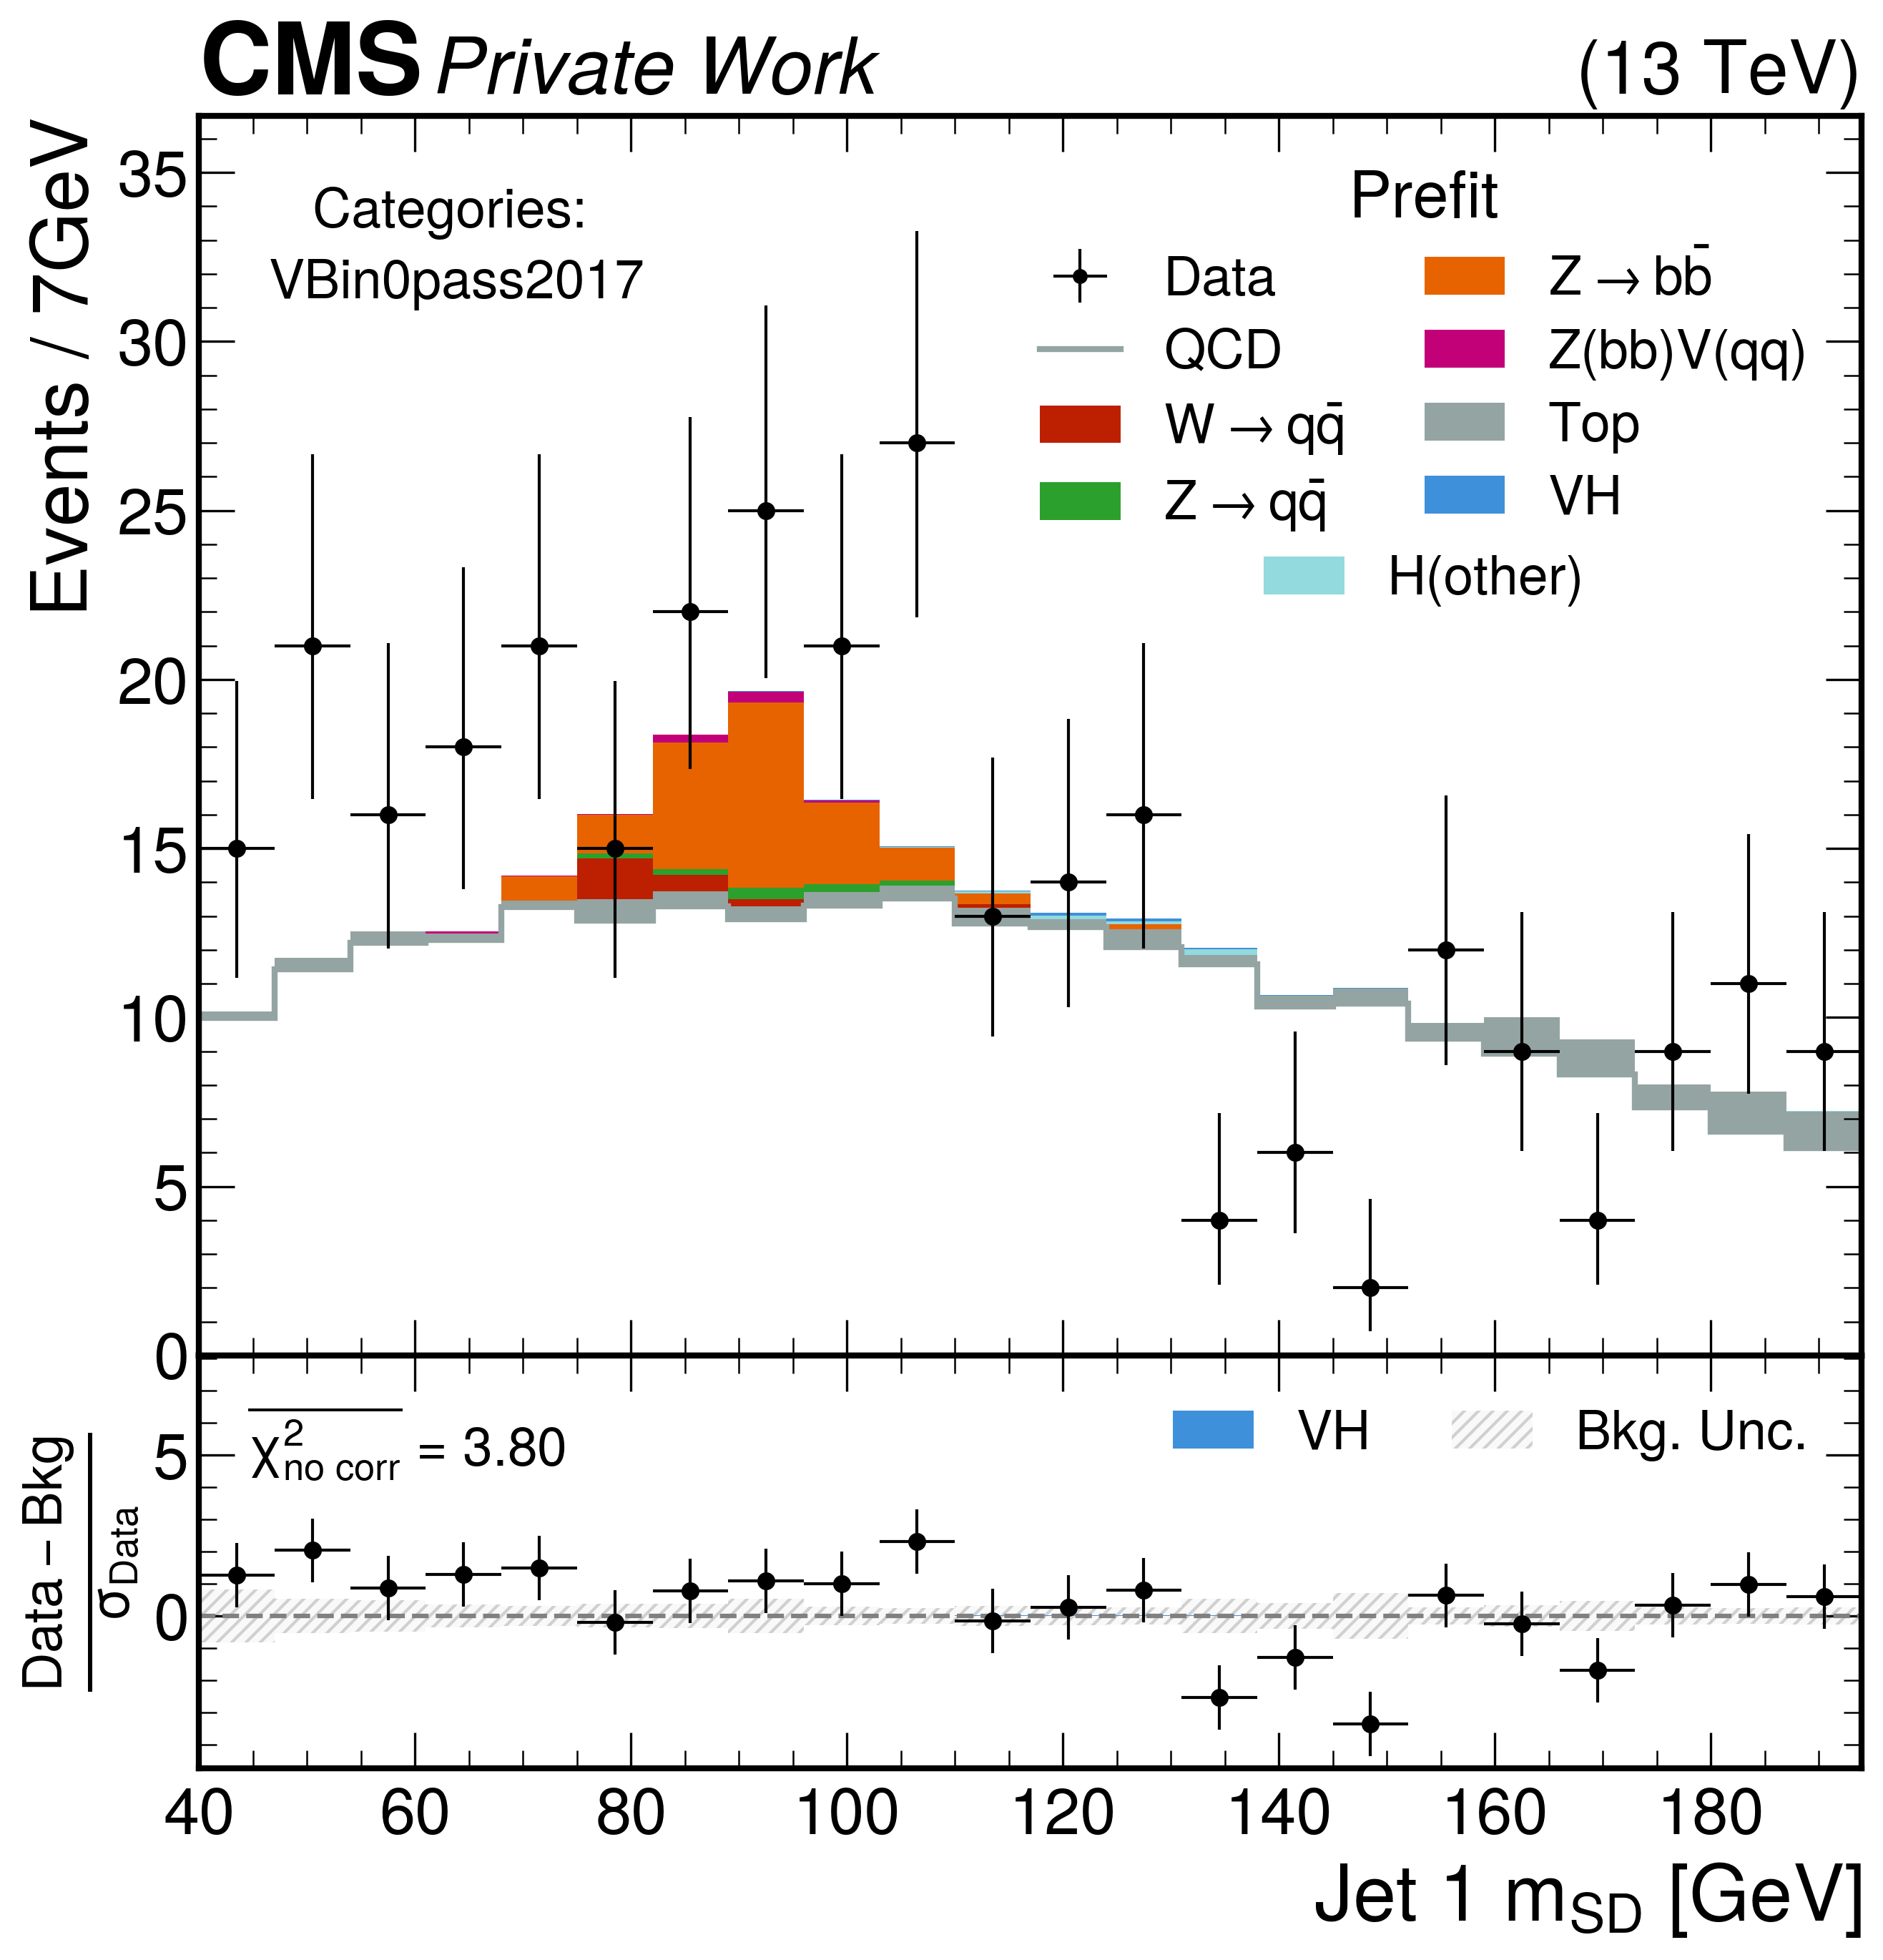 CMS Private Work (13 TeV)
Events / 7GeV
35
30
25
20
15
10
5
0
Categories:
VBin0pass2017
Prefit
Data
QCD
W → qq̄
Z → qq̄
Z → bb̄
Z(bb)V(qq)
Top
VH
H(other)
Data − Bkg
σData
5
0
χ²no corr = 3.80
VH
Bkg. Unc.
40 60 80 100 120 140 160 180
Jet 1 mSD [GeV]